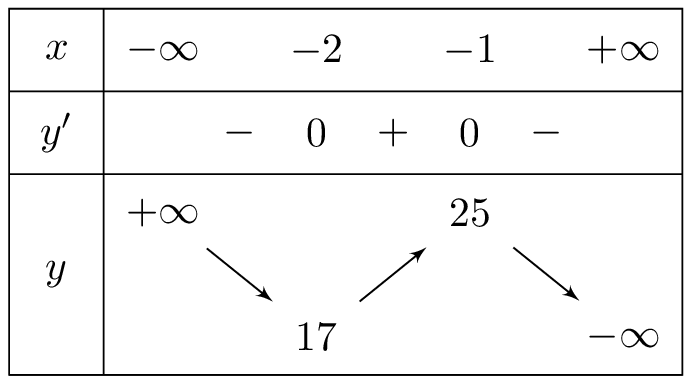 x −∞ −2 −1 +∞
y′ − 0 + 0 −
+∞ 25
y
17 −∞